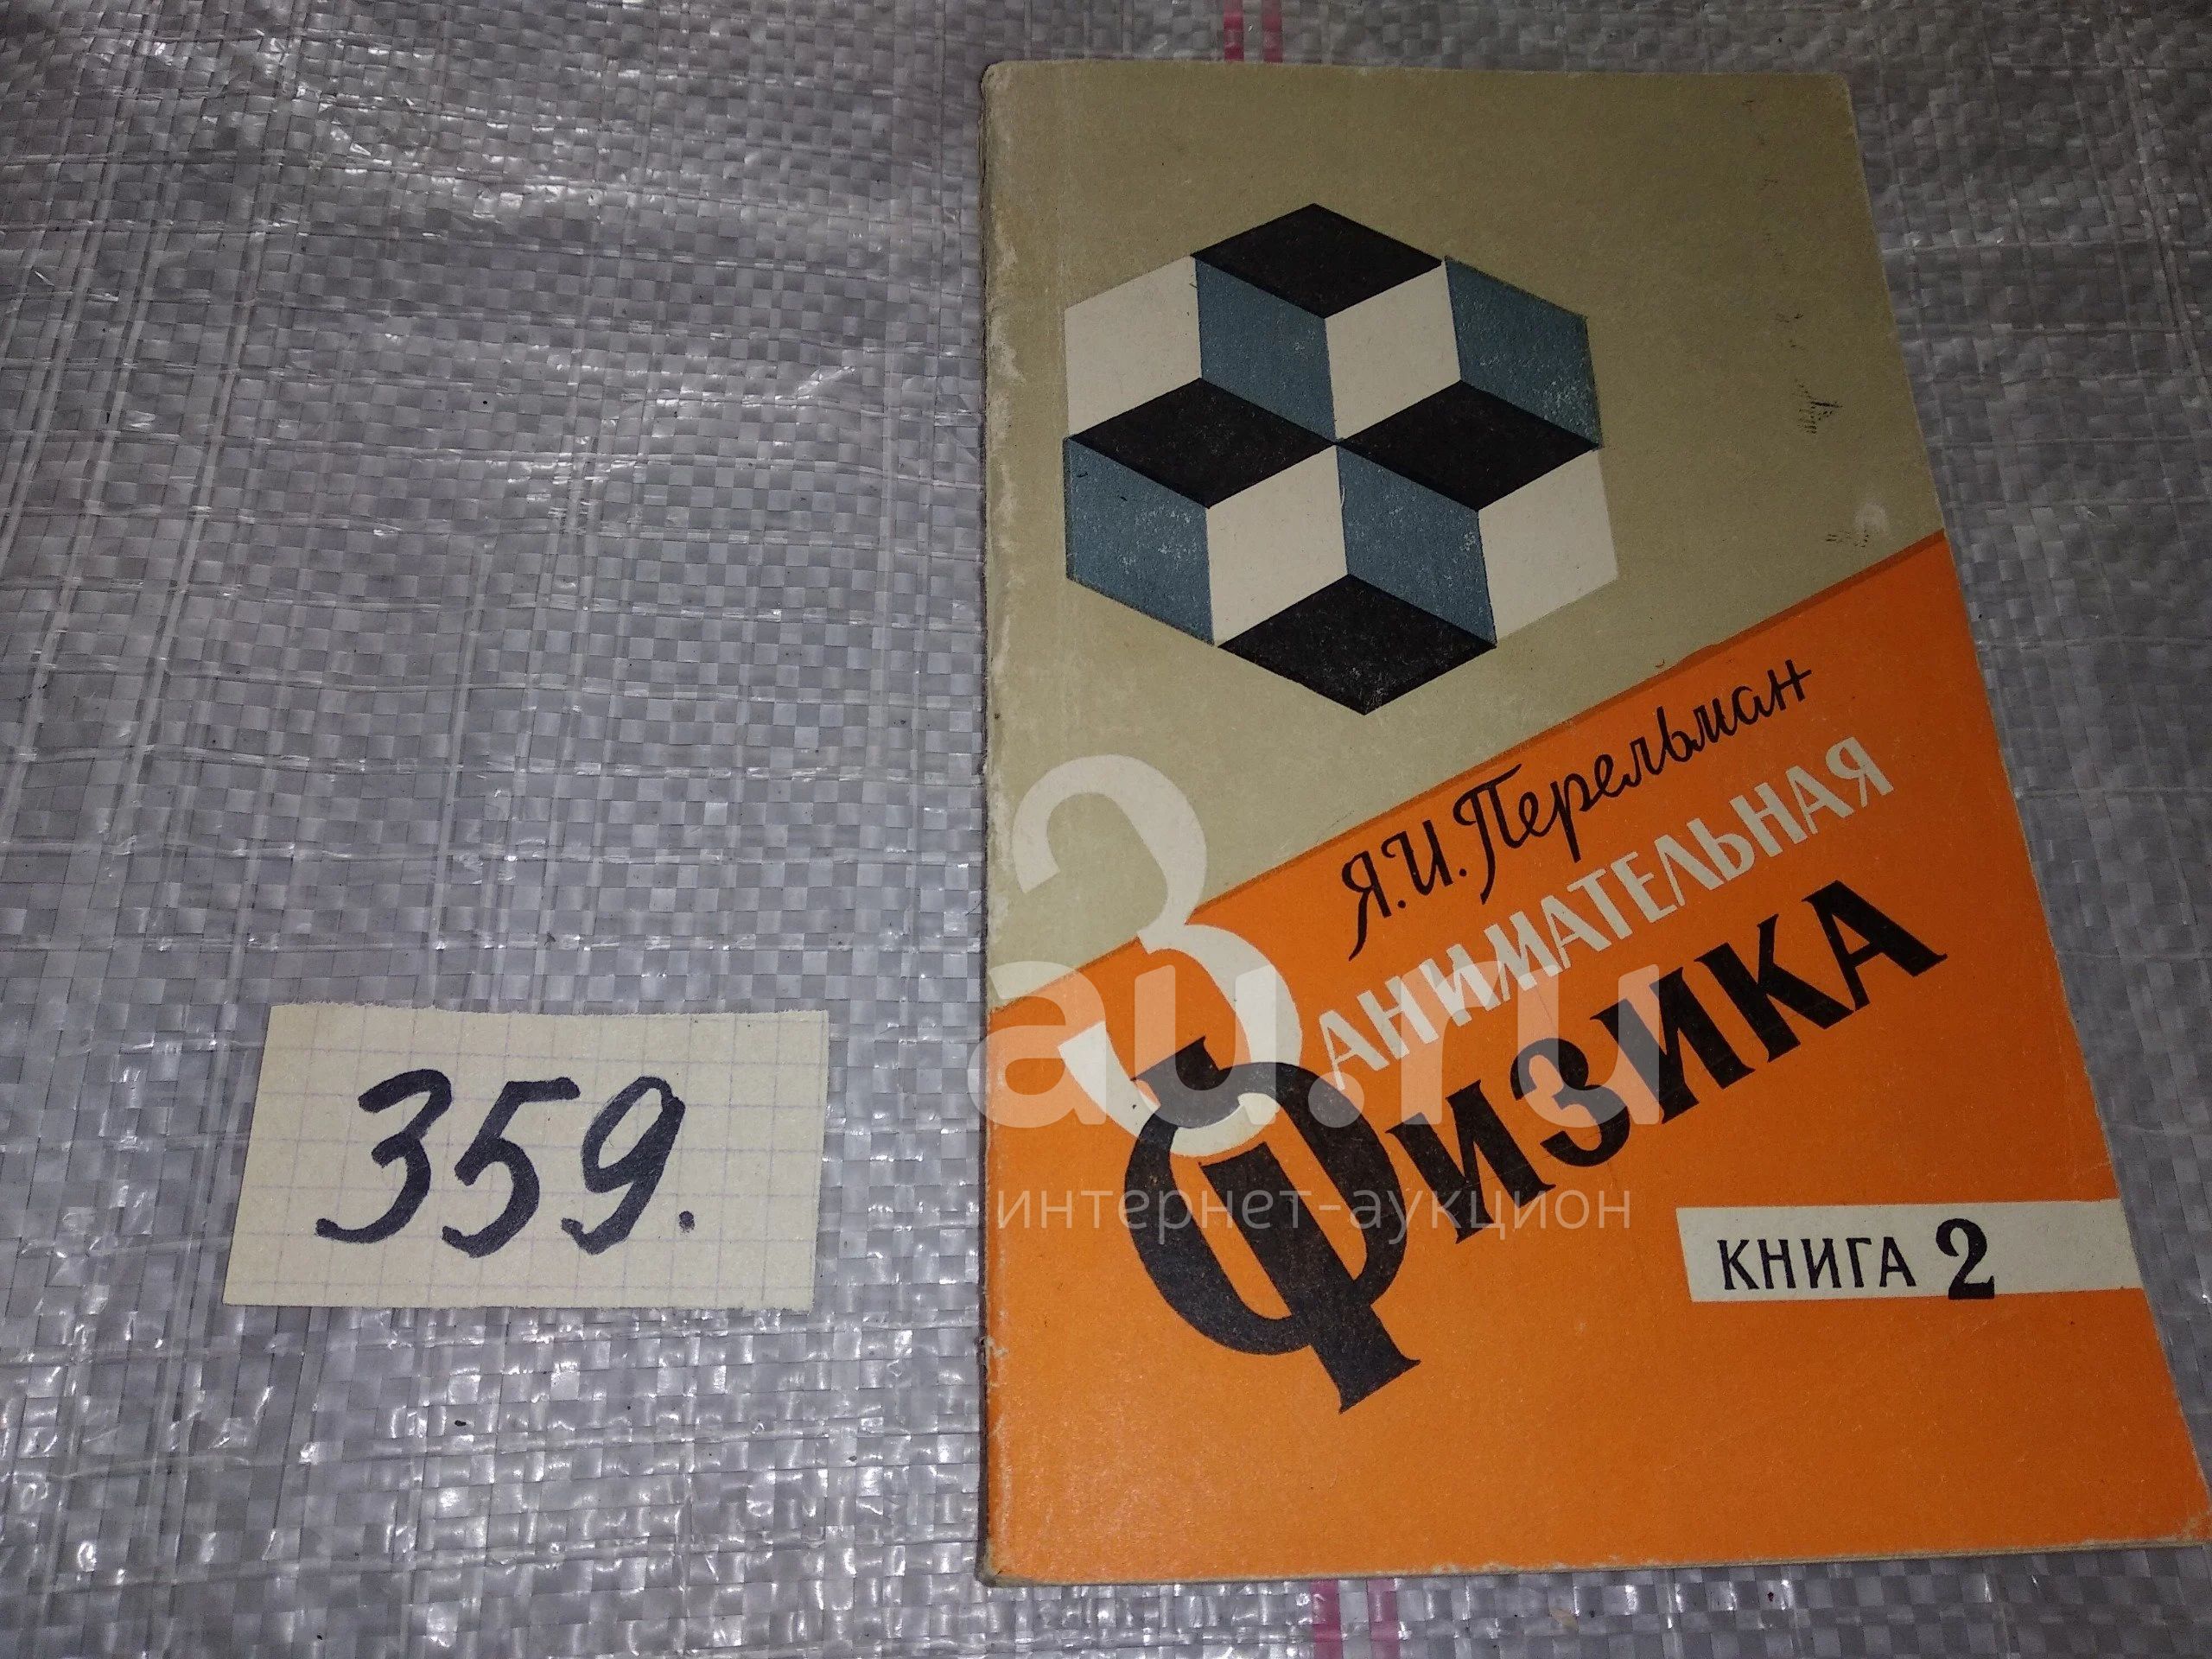 Я.И. Перельман
ЗАНИМАТЕЛЬНАЯ
ФИЗИКА
КНИГА 2
359.
au.ru
интернет-аукцион